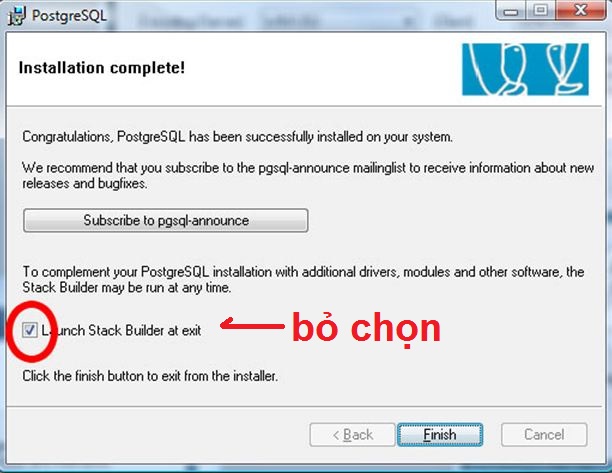 PostgreSQL
Installation complete!
Congratulations, PostgreSQL has been successfully installed on your system.
We recommend that you subscribe to the pgsql-announce mailinglist to receive information about new
releases and bugfixes.
Subscribe to pgsql-announce
To complement your PostgreSQL installation with additional drivers, modules and other software, the
Stack Builder may be run at any time.
Launch Stack Builder at exit
bỏ chọn
Click the finish button to exit from the installer.
< Back
Finish
Cancel